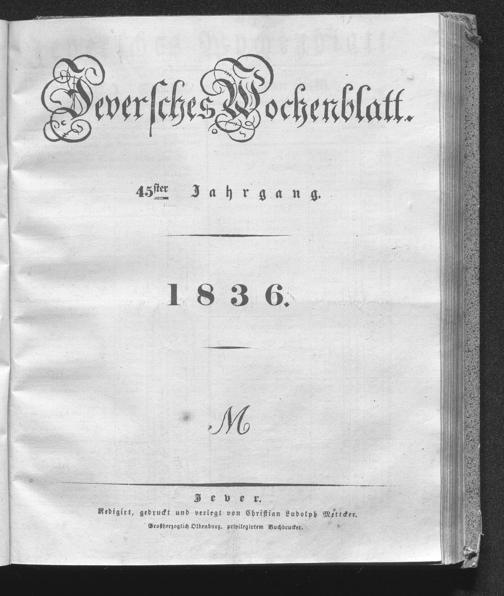 Jeversches Wochenblatt.
45ster Jahrgang.
1836.
M
Jever.
Redigirt, gedruckt und verlegt von Christian Ludolph Mettcker.
Großherzoglich Oldenburg. privilegirtem Buchdrucker.